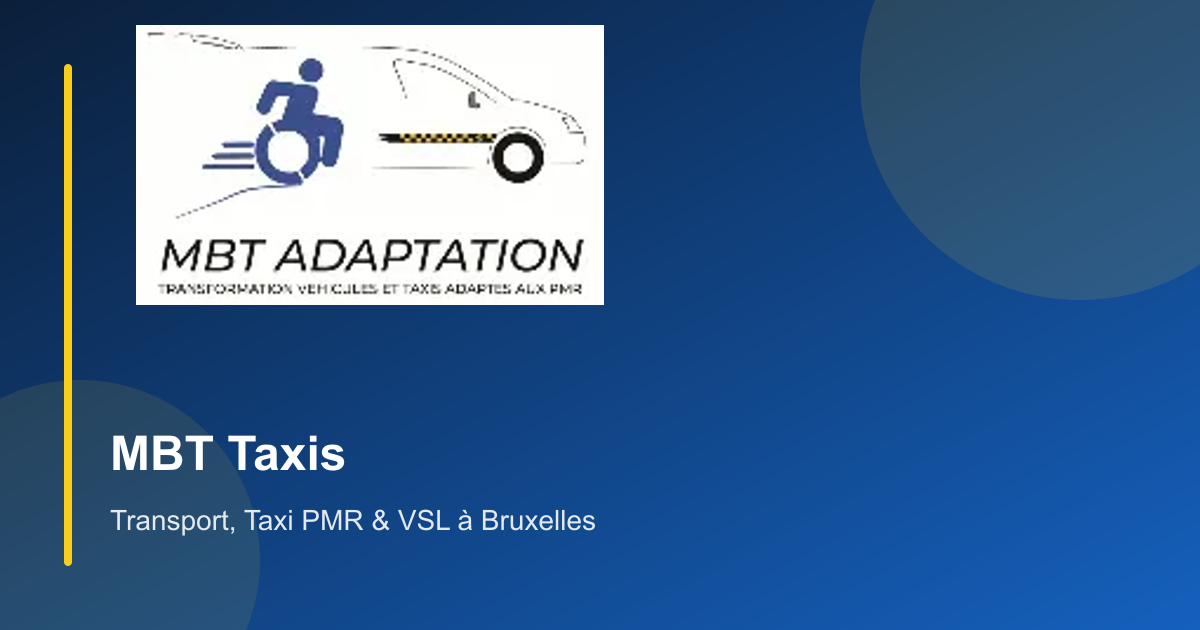 MBT ADAPTATION
TRANSFORMATION VEHICULES ET TAXIS ADAPTES AUX PMR
MBT Taxis
Transport, Taxi PMR & VSL à Bruxelles